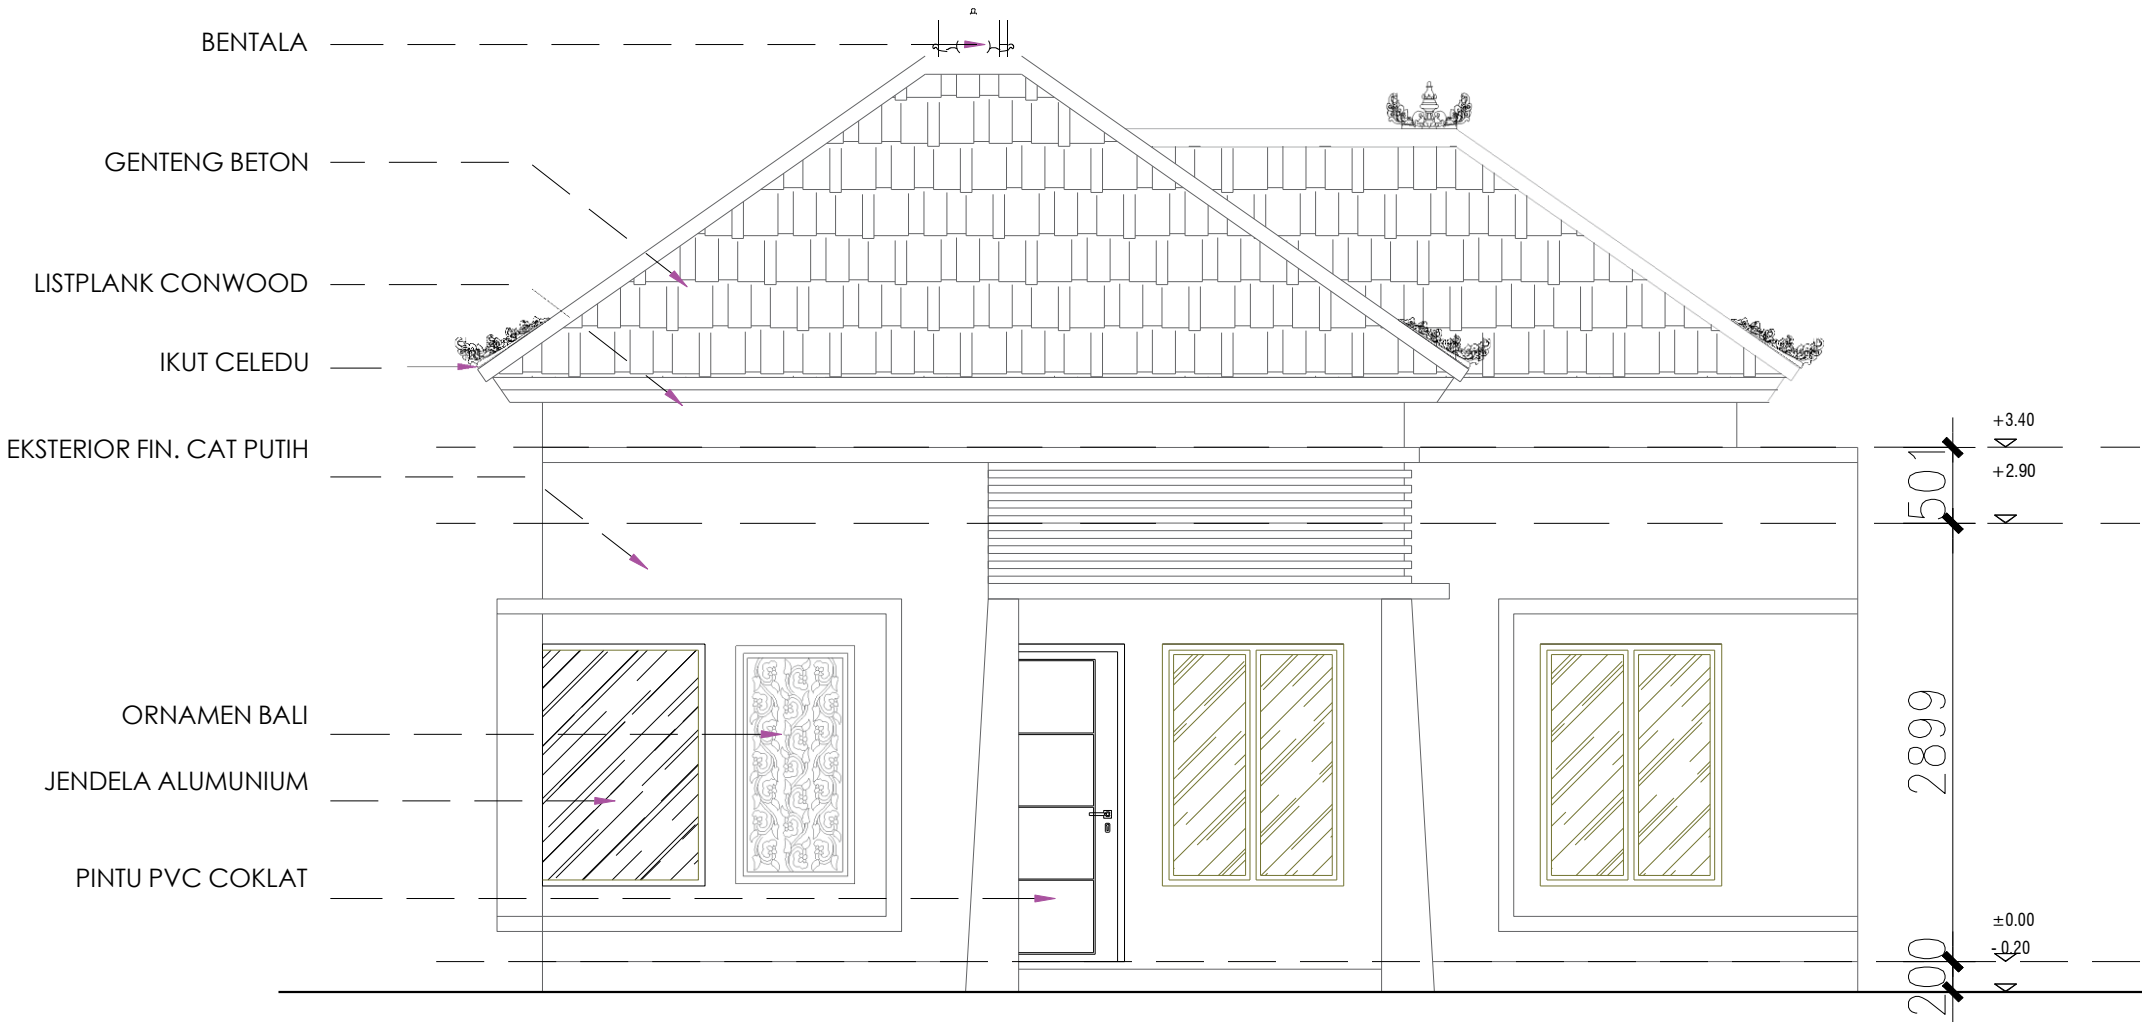 BENTALA
GENTENG BETON
LISTPLANK CONWOOD
IKUT CELEDU
EKSTERIOR FIN. CAT PUTIH
ORNAMEN BALI
JENDELA ALUMUNIUM
PINTU PVC COKLAT
+3.40
501
+2.90
2899
±0.00
-0.20
200